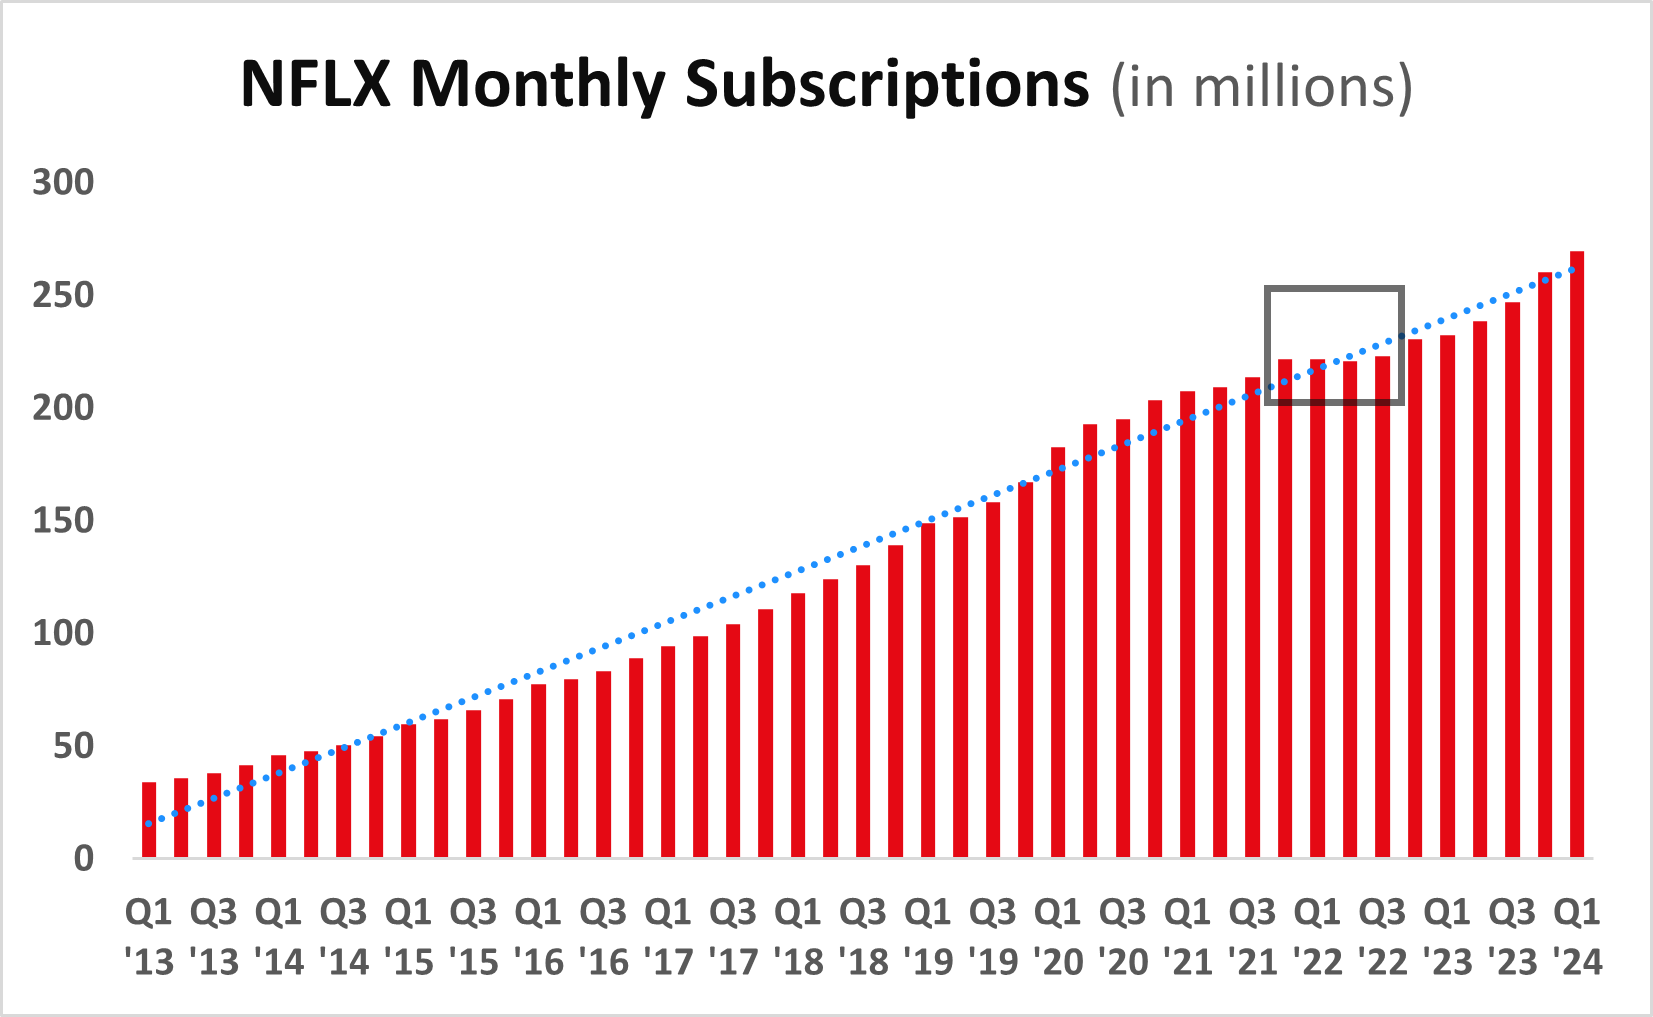 NFLX Monthly Subscriptions (in millions)
300
250
200
150
100
50
0
Q1 Q3 Q1 Q3 Q1 Q3 Q1 Q3 Q1 Q3 Q1 Q3 Q1 Q3 Q1 Q3 Q1 Q3 Q1 Q3 Q1 Q3 Q1
'13 '13 '14 '14 '15 '15 '16 '16 '17 '17 '18 '18 '19 '19 '20 '20 '21 '21 '22 '22 '23 '23 '24